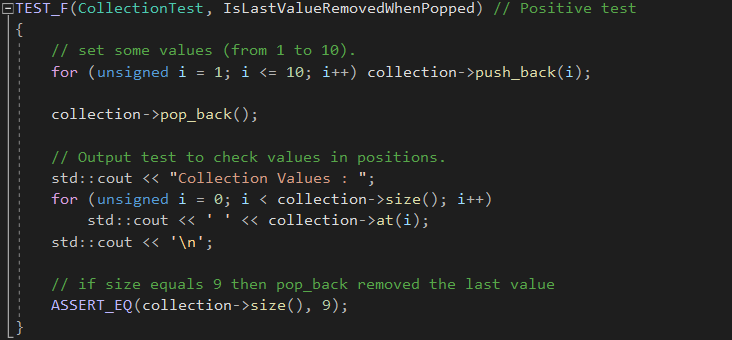 TEST_F(CollectionTest, IsLastValueRemovedWhenPopped) // Positive test
{
// set some values (from 1 to 10).
for (unsigned i = 1; i <= 10; i++) collection->push_back(i);
collection->pop_back();
// Output test to check values in positions.
std::cout << "Collection Values : ";
for (unsigned i = 0; i < collection->size(); i++)
std::cout << ' ' << collection->at(i);
std::cout << '\n';
// if size equals 9 then pop_back removed the last value
ASSERT_EQ(collection->size(), 9);
}